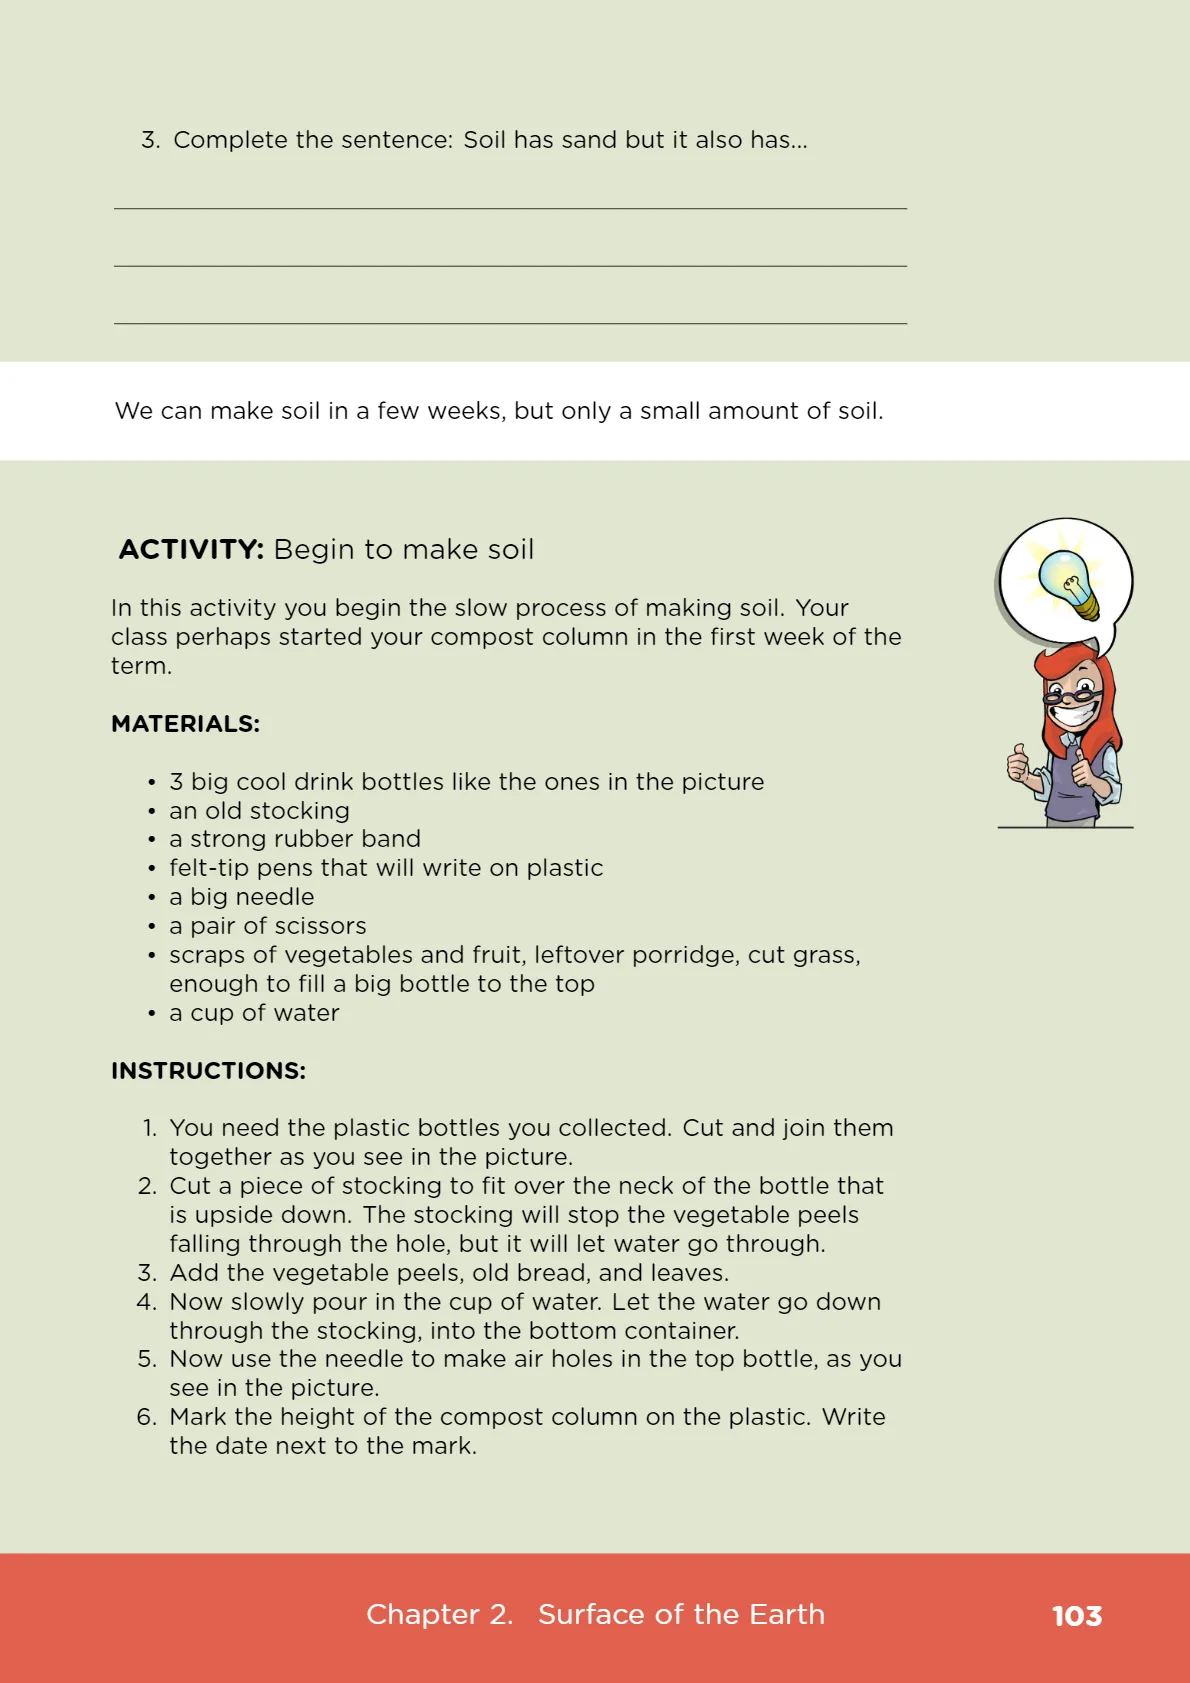 3. Complete the sentence: Soil has sand but it also has...
We can make soil in a few weeks, but only a small amount of soil.
ACTIVITY: Begin to make soil
In this activity you begin the slow process of making soil. Your
class perhaps started your compost column in the first week of the
term.
MATERIALS:
• 3 big cool drink bottles like the ones in the picture
• an old stocking
• a strong rubber band
• felt-tip pens that will write on plastic
• a big needle
• a pair of scissors
• scraps of vegetables and fruit, leftover porridge, cut grass,
enough to fill a big bottle to the top
• a cup of water
INSTRUCTIONS:
1. You need the plastic bottles you collected. Cut and join them
together as you see in the picture.
2. Cut a piece of stocking to fit over the neck of the bottle that
is upside down. The stocking will stop the vegetable peels
falling through the hole, but it will let water go through.
3. Add the vegetable peels, old bread, and leaves.
4. Now slowly pour in the cup of water. Let the water go down
through the stocking, into the bottom container.
5. Now use the needle to make air holes in the top bottle, as you
see in the picture.
6. Mark the height of the compost column on the plastic. Write
the date next to the mark.
Chapter 2. Surface of the Earth 103